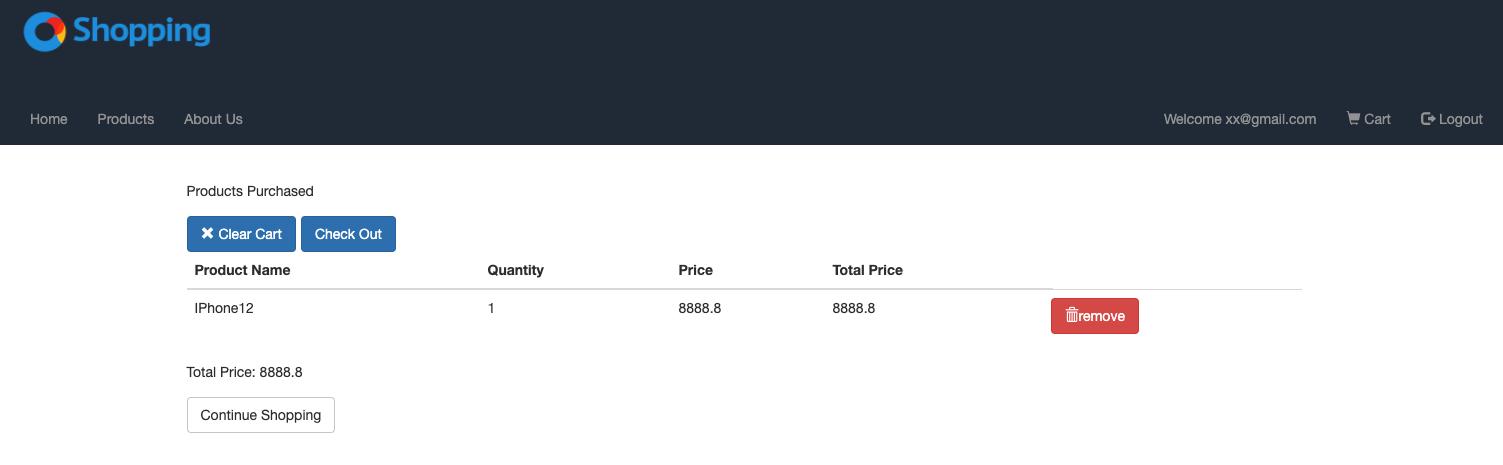 Shopping
Home Products About Us Welcome xx@gmail.com Cart Logout
Products Purchased
Clear Cart Check Out
Product Name Quantity Price Total Price
IPhone12 1 8888.8 8888.8 remove
Total Price: 8888.8
Continue Shopping